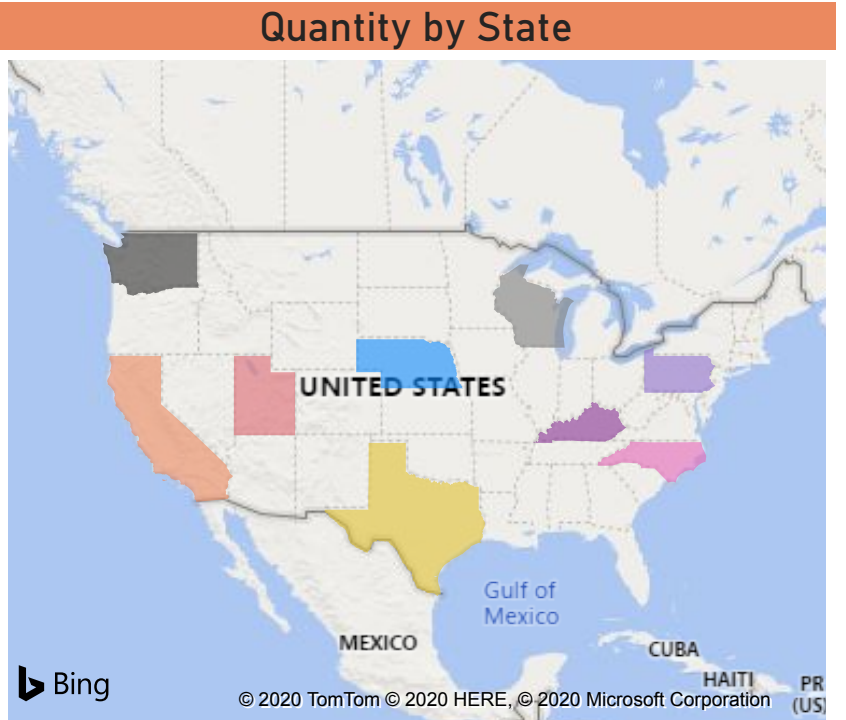 Quantity by State
UNITED STATES
Gulf of
Mexico
MEXICO
CUBA
HAITI
PR
(US)
Bing
© 2020 TomTom © 2020 HERE, © 2020 Microsoft Corporation